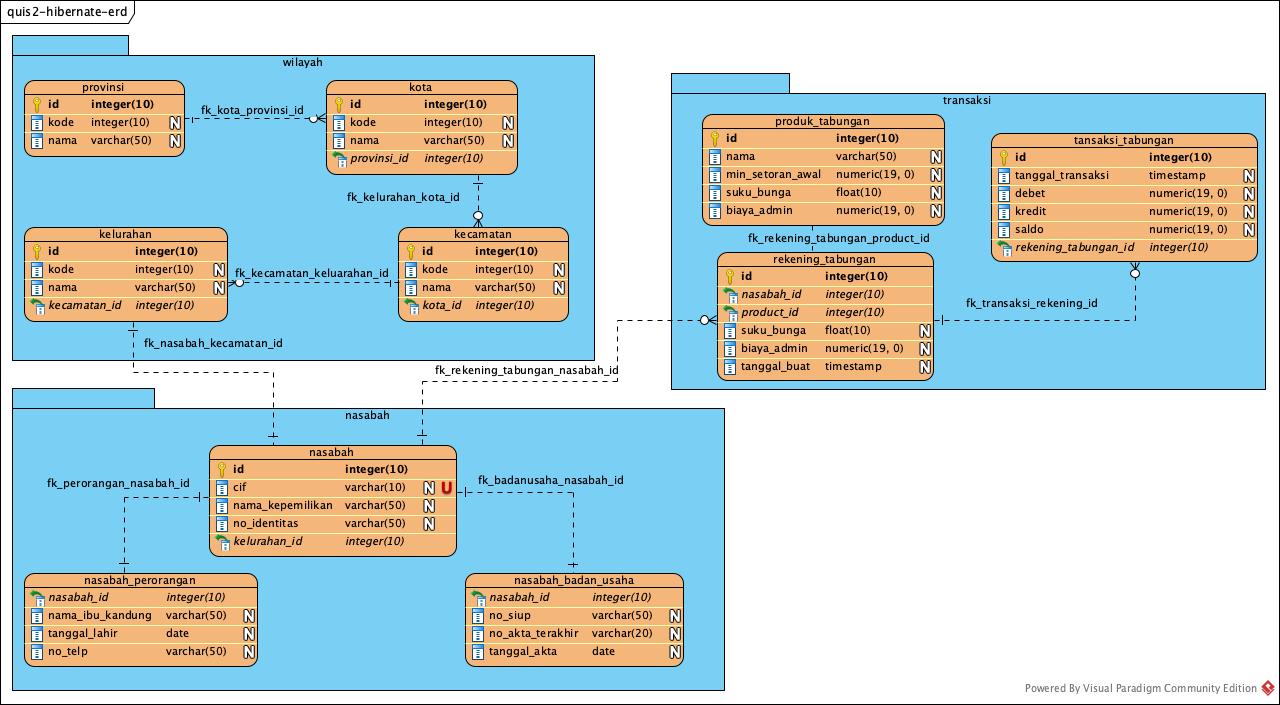 quis2-hibernate-erd
wilayah
provinsi
id integer(10)
kode integer(10) N
nama varchar(50) N
fk_kota_provinsi_id
kota
id integer(10)
kode integer(10) N
nama varchar(50) N
provinsi_id integer(10)
fk_kelurahan_kota_id
kelurahan
id integer(10)
kode integer(10) N
nama varchar(50) N
kecamatan_id integer(10)
fk_kecamatan_keluarahan_id
kecamatan
id integer(10)
kode integer(10) N
nama varchar(50) N
kota_id integer(10)
fk_nasabah_kecamatan_id
transaksi
produk_tabungan
id integer(10)
nama varchar(50) N
min_setoran_awal numeric(19, 0) N
suku_bunga float(10) N
biaya_admin numeric(19, 0) N
tansaksi_tabungan
id integer(10)
tanggal_transaksi timestamp N
debet numeric(19, 0) N
kredit numeric(19, 0) N
saldo numeric(19, 0) N
rekening_tabungan_id integer(10)
fk_rekening_tabungan_product_id
rekening_tabungan
id integer(10)
nasabah_id integer(10)
product_id integer(10)
suku_bunga float(10) N
biaya_admin numeric(19, 0) N
tanggal_buat timestamp N
fk_transaksi_rekening_id
fk_rekening_tabungan_nasabah_id
nasabah
nasabah
id integer(10)
cif varchar(10) N U
nama_kepemilikan varchar(50) N
no_identitas varchar(50) N
kelurahan_id integer(10)
fk_perorangan_nasabah_id
fk_badanusaha_nasabah_id
nasabah_perorangan
nasabah_id integer(10)
nama_ibu_kandung varchar(50) N
tanggal_lahir date N
no_telp varchar(50) N
nasabah_badan_usaha
nasabah_id integer(10)
no_siup varchar(50) N
no_akta_terakhir varchar(20) N
tanggal_akta date N
Powered By Visual Paradigm Community Edition